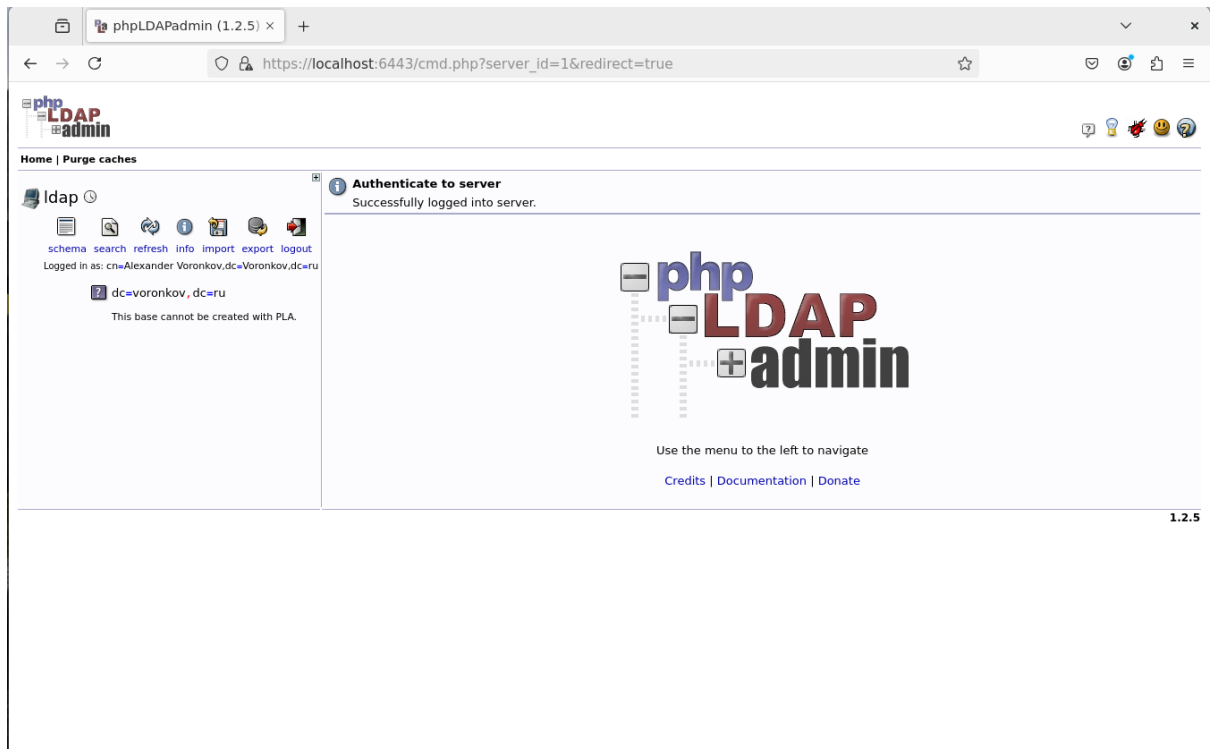 phpLDAPadmin (1.2.5)
https://localhost:6443/cmd.php?server_id=1&redirect=true
php
LDAP
admin
Home | Purge caches
ldap
schema search refresh info import export logout
Logged in as: cn=Alexander Voronkov,dc=Voronkov,dc=ru
dc=voronkov,dc=ru
This base cannot be created with PLA.
Authenticate to server
Successfully logged into server.
php
LDAP
admin
Use the menu to the left to navigate
Credits | Documentation | Donate
1.2.5